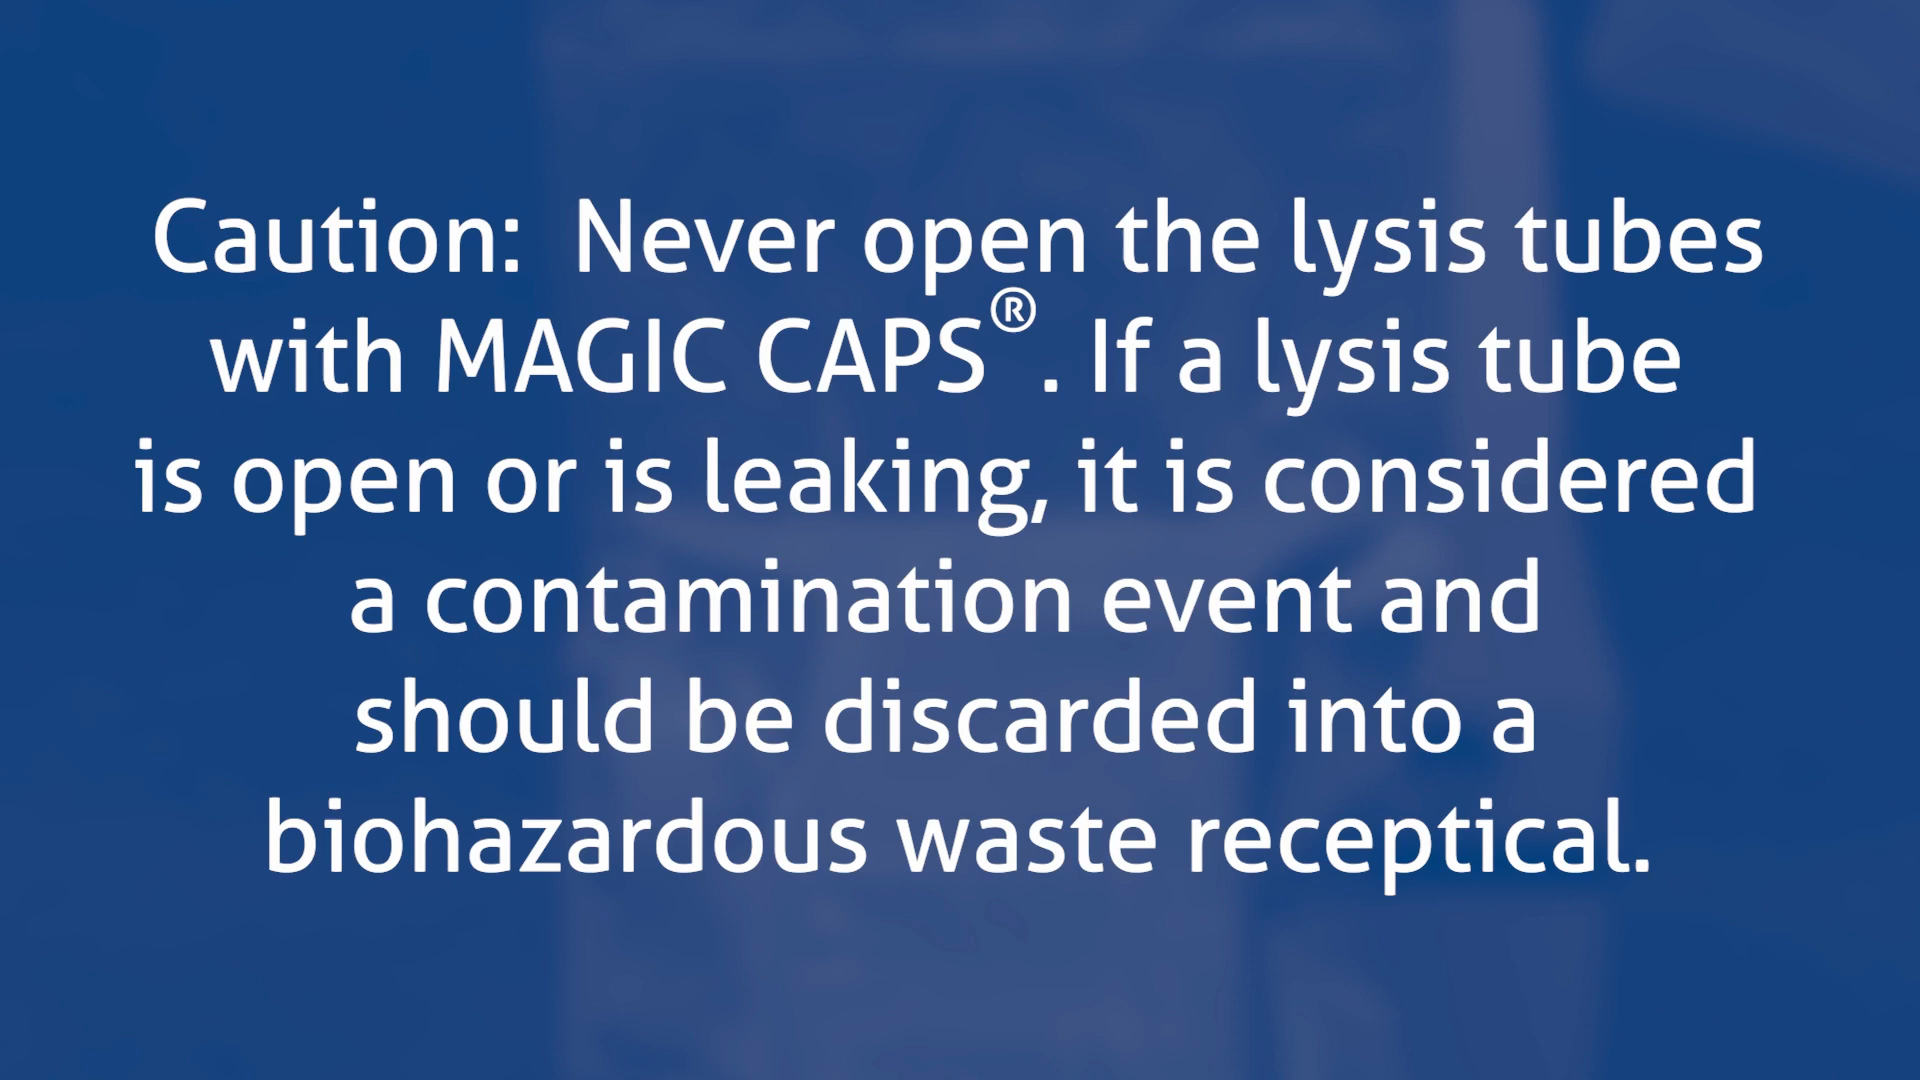 Caution:  Never open the lysis tubes
with MAGIC CAPS®. If a lysis tube
is open or is leaking, it is considered
a contamination event and
should be discarded into a
biohazardous waste receptical.